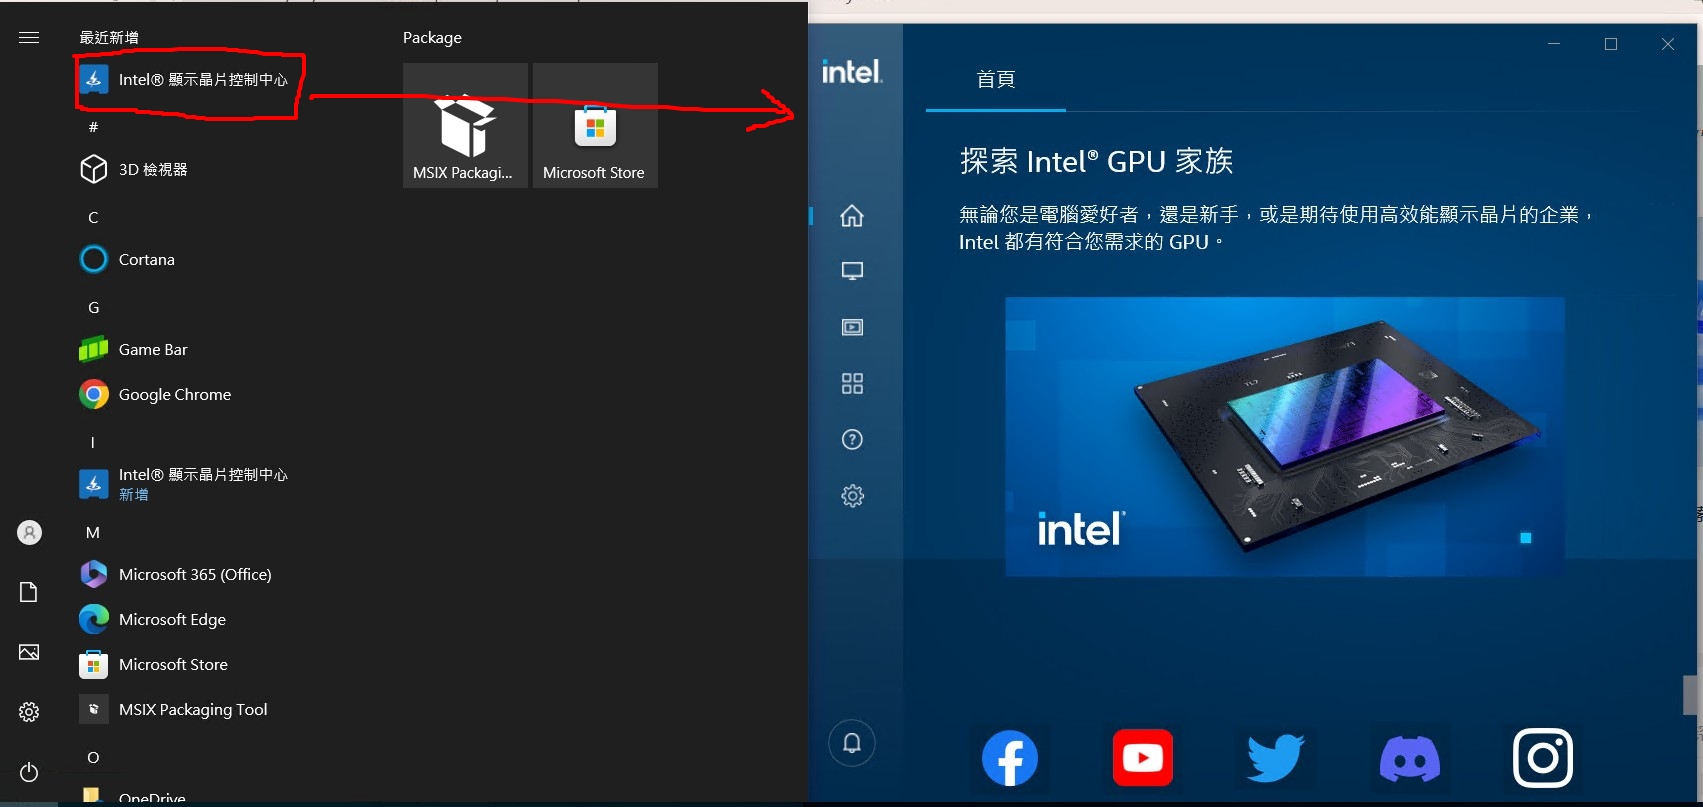 最近新增
Intel® 顯示晶片控制中心
#
3D 檢視器
C
Cortana
G
Game Bar
Google Chrome
I
Intel® 顯示晶片控制中心
新增
M
Microsoft 365 (Office)
Microsoft Edge
Microsoft Store
MSIX Packaging Tool
O
OneDrive
Package
MSIX Packagi...
Microsoft Store
intel.
首頁
探索 Intel® GPU 家族
無論您是電腦愛好者，還是新手，或是期待使用高效能顯示晶片的企業，
Intel 都有符合您需求的 GPU。
intel®